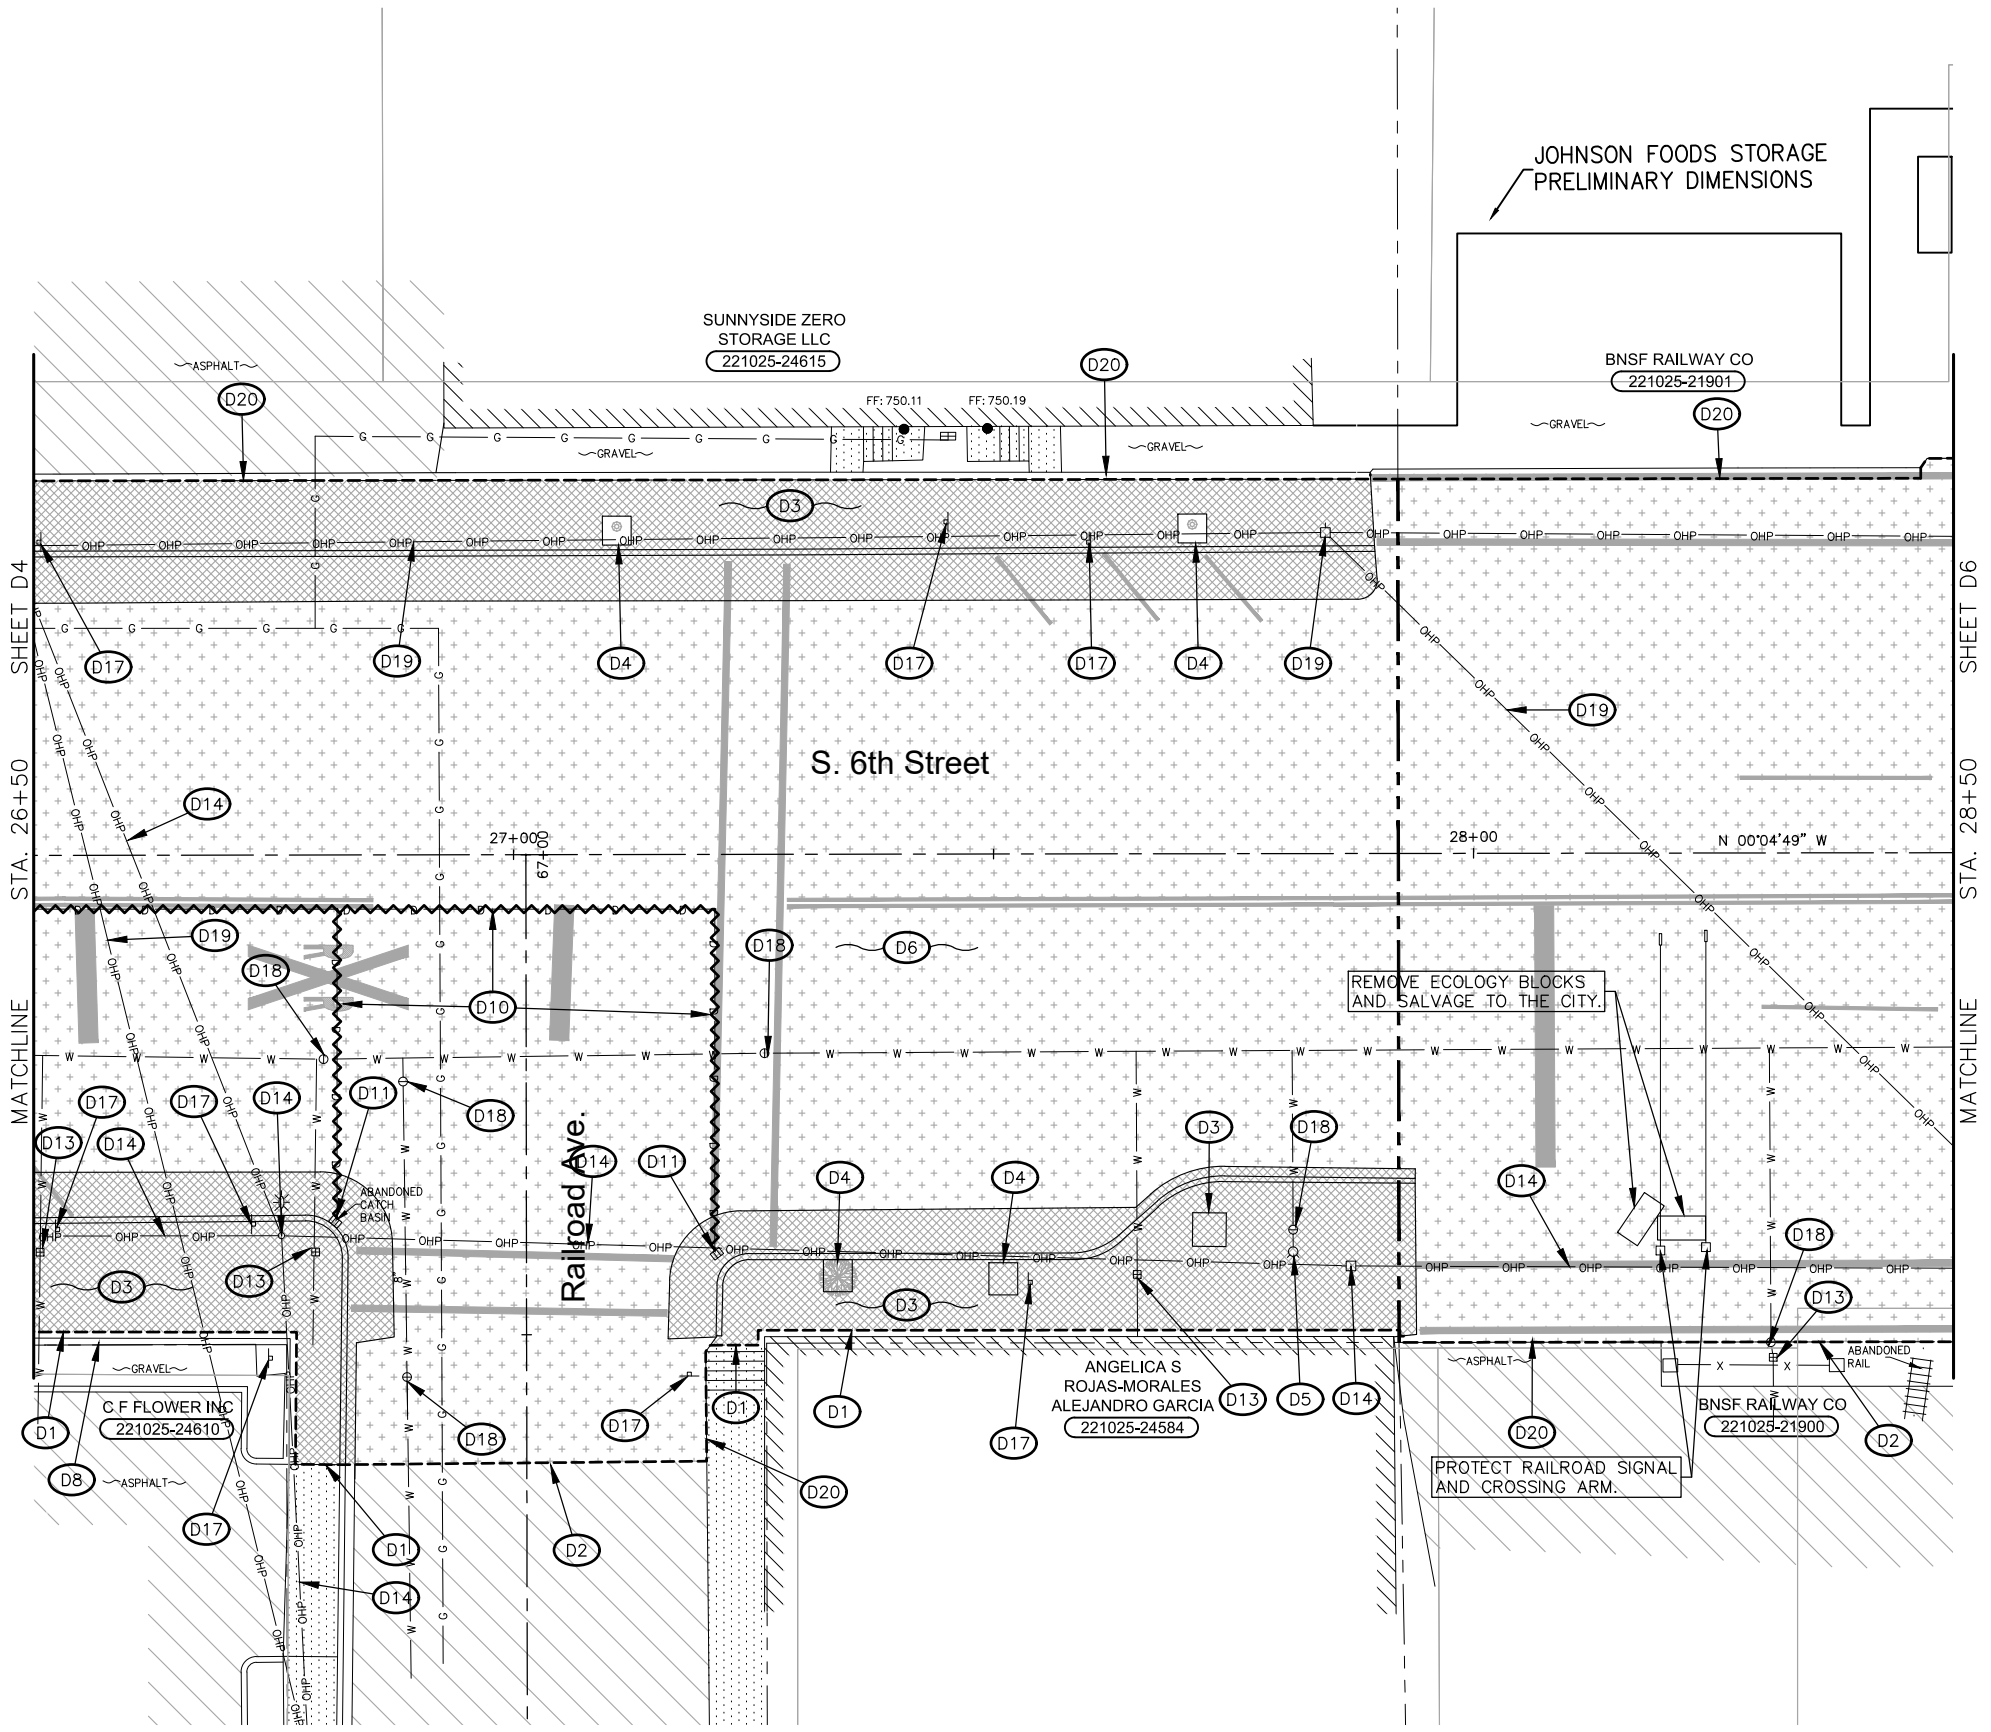 JOHNSON FOODS STORAGE
PRELIMINARY DIMENSIONS
SUNNYSIDE ZERO
STORAGE LLC
221025-24615
BNSF RAILWAY CO
221025-21901
ASPHALT
D20
D20
D20
FF: 750.11
FF: 750.19
GRAVEL
GRAVEL
GRAVEL
D3
D17
D19
D4
D17
D17
D4
D19
D19
S. 6th Street
D14
27+00
67+00
28+00
N 00°04'49" W
D19
D18
D10
D18
D6
REMOVE ECOLOGY BLOCKS
AND SALVAGE TO THE CITY.
MATCHLINE STA. 26+50 SHEET D4
MATCHLINE STA. 28+50 SHEET D6
D17
D17
D14
D11
D18
D13
D14
D14
D11
D4
D4
D3
D18
D14
D18
ABANDONED
CATCH
BASIN
Railroad Ave.
8"
D13
D3
D3
D13
GRAVEL
C F FLOWER INC
221025-24610
ANGELICA S
ROJAS-MORALES
ALEJANDRO GARCIA
221025-24584
ASPHALT
ABANDONED
RAIL
BNSF RAILWAY CO
221025-21900
D1
D8
ASPHALT
D17
D18
D17
D1
D1
D17
D13
D5
D14
D20
D2
D20
PROTECT RAILROAD SIGNAL
AND CROSSING ARM.
D1
D2
D14
OHP
G
W
X